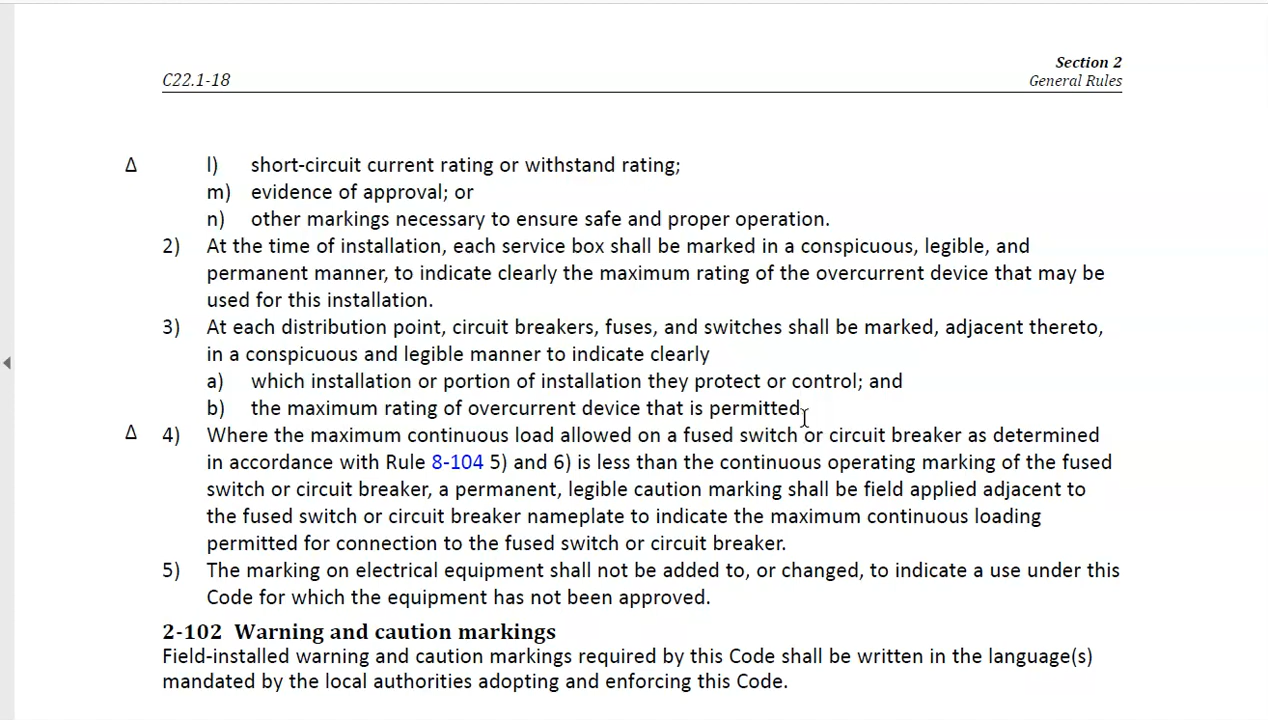 Section 2
C22.1-18 General Rules
Δ l) short-circuit current rating or withstand rating;
m) evidence of approval; or
n) other markings necessary to ensure safe and proper operation.
2) At the time of installation, each service box shall be marked in a conspicuous, legible, and
permanent manner, to indicate clearly the maximum rating of the overcurrent device that may be
used for this installation.
3) At each distribution point, circuit breakers, fuses, and switches shall be marked, adjacent thereto,
in a conspicuous and legible manner to indicate clearly
a) which installation or portion of installation they protect or control; and
b) the maximum rating of overcurrent device that is permitted.
Δ 4) Where the maximum continuous load allowed on a fused switch or circuit breaker as determined
in accordance with Rule 8-104 5) and 6) is less than the continuous operating marking of the fused
switch or circuit breaker, a permanent, legible caution marking shall be field applied adjacent to
the fused switch or circuit breaker nameplate to indicate the maximum continuous loading
permitted for connection to the fused switch or circuit breaker.
5) The marking on electrical equipment shall not be added to, or changed, to indicate a use under this
Code for which the equipment has not been approved.
2-102 Warning and caution markings
Field-installed warning and caution markings required by this Code shall be written in the language(s)
mandated by the local authorities adopting and enforcing this Code.